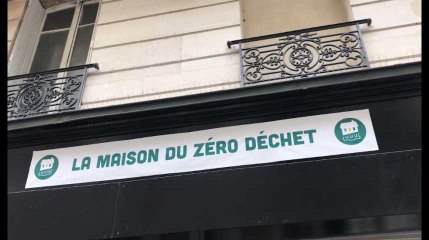 LA MAISON DU ZÉRO DÉCHET